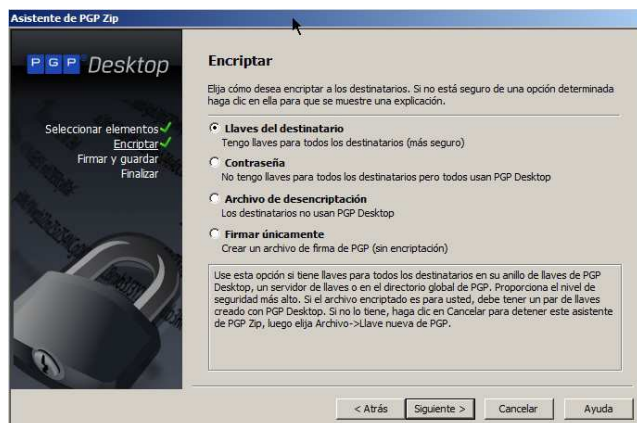 Asistente de PGP Zip
PGP Desktop
Seleccionar elementos
Encriptar
Firmar y guardar
Finalizar
Encriptar
Elija cómo desea encriptar a los destinatarios. Si no está seguro de una opción determinada
haga clic en ella para que se muestre una explicación.
Llaves del destinatario
Tengo llaves para todos los destinatarios (más seguro)
Contraseña
No tengo llaves para todos los destinatarios pero todos usan PGP Desktop
Archivo de desencriptación
Los destinatarios no usan PGP Desktop
Firmar únicamente
Crear un archivo de firma de PGP (sin encriptación)
Use esta opción si tiene llaves para todos los destinatarios en su anillo de llaves de PGP
Desktop, un servidor de llaves o en el directorio global de PGP. Proporciona el nivel de
seguridad más alto. Si el archivo encriptado es para usted, debe tener un par de llaves
creado con PGP Desktop. Si no lo tiene, haga clic en Cancelar para detener este asistente
de PGP Zip, luego elija Archivo->Llave nueva de PGP.
< Atrás
Siguiente >
Cancelar
Ayuda